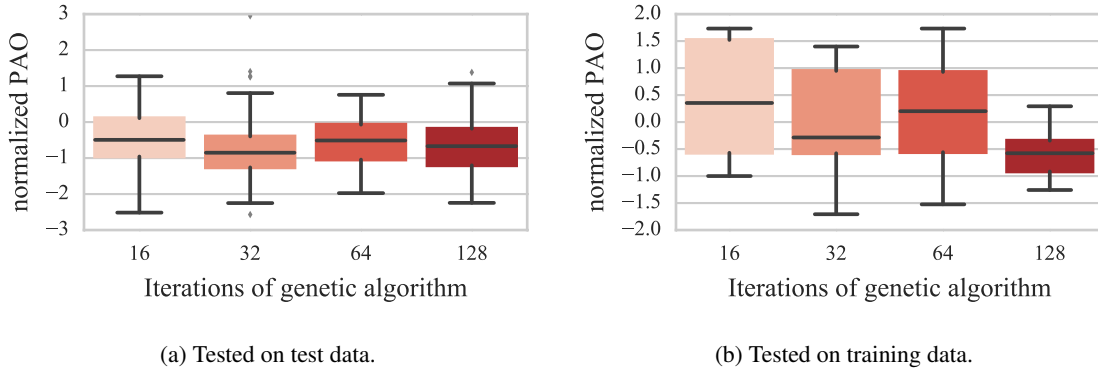 3
2
1
0
−1
−2
−3
normalized PAO
16 32 64 128
Iterations of genetic algorithm
(a) Tested on test data.
2.0
1.5
1.0
0.5
0.0
−0.5
−1.0
−1.5
−2.0
normalized PAO
16 32 64 128
Iterations of genetic algorithm
(b) Tested on training data.